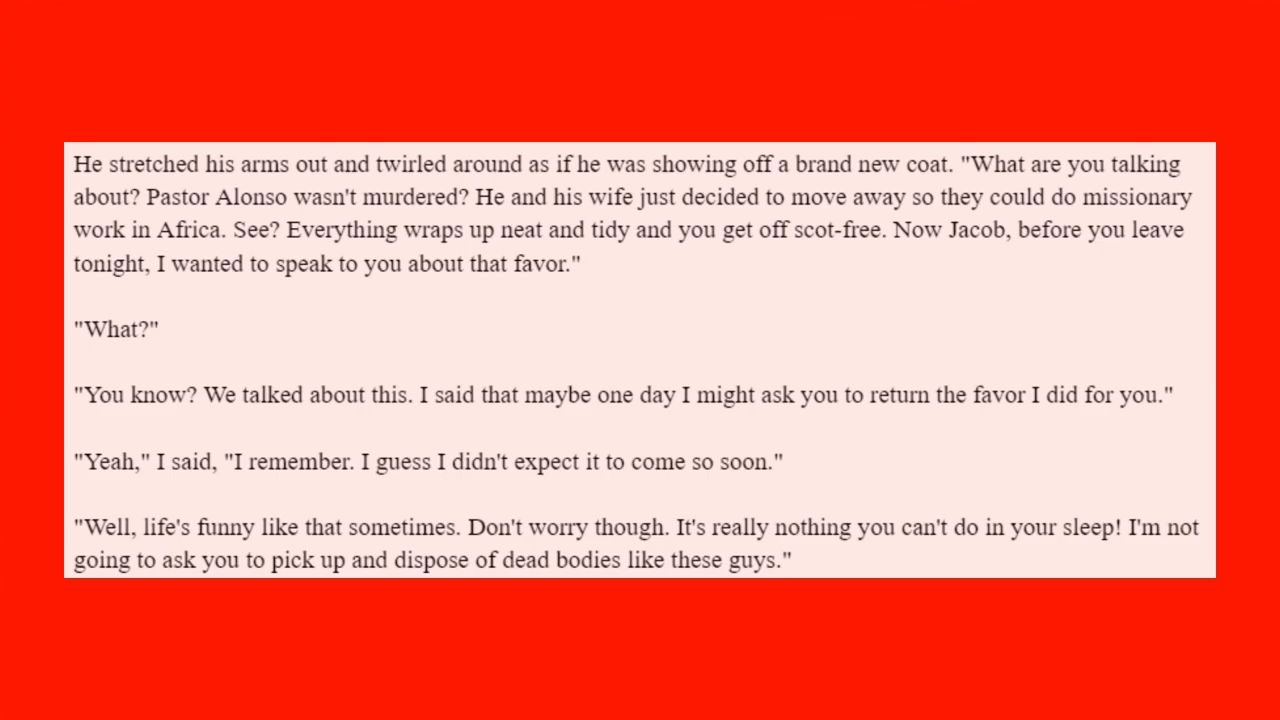 He stretched his arms out and twirled around as if he was showing off a brand new coat. "What are you talking
about? Pastor Alonso wasn't murdered? He and his wife just decided to move away so they could do missionary
work in Africa. See? Everything wraps up neat and tidy and you get off scot-free. Now Jacob, before you leave
tonight, I wanted to speak to you about that favor."
"What?"
"You know? We talked about this. I said that maybe one day I might ask you to return the favor I did for you."
"Yeah," I said, "I remember. I guess I didn't expect it to come so soon."
"Well, life's funny like that sometimes. Don't worry though. It's really nothing you can't do in your sleep! I'm not
going to ask you to pick up and dispose of dead bodies like these guys."